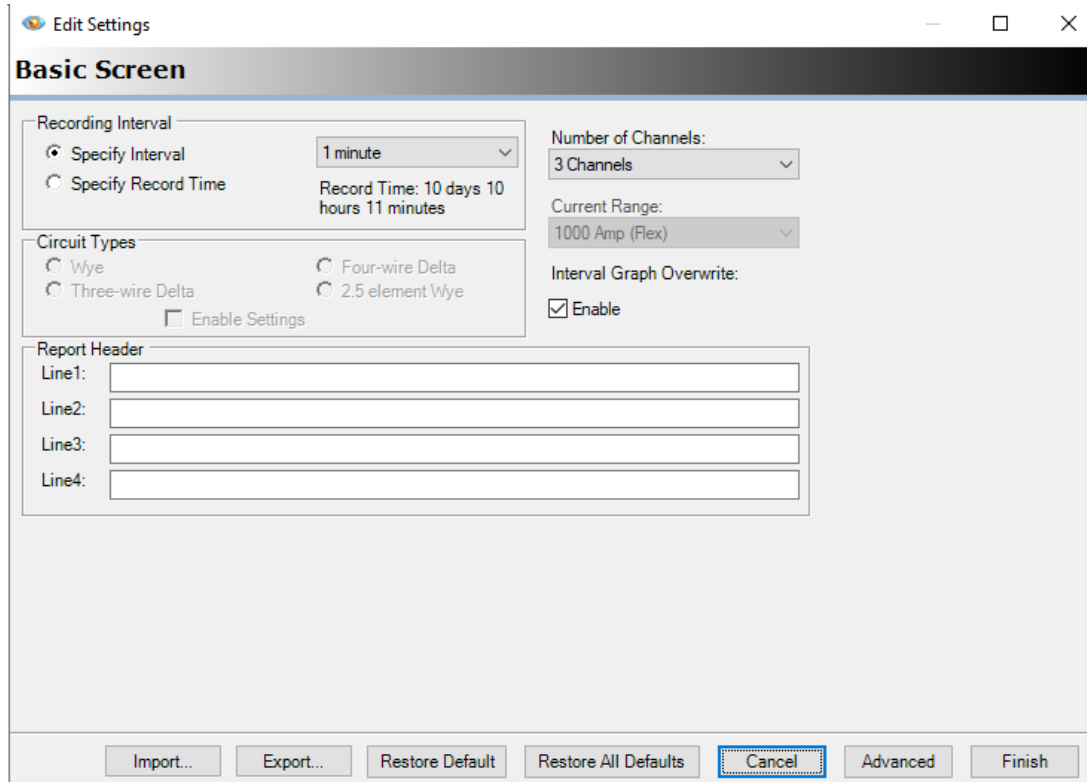 Edit Settings
Basic Screen
Recording Interval
Specify Interval
1 minute
Specify Record Time
Record Time: 10 days 10
hours 11 minutes
Number of Channels:
3 Channels
Current Range:
1000 Amp (Flex)
Circuit Types
Wye
Four-wire Delta
Three-wire Delta
2.5 element Wye
Enable Settings
Interval Graph Overwrite:
Enable
Report Header
Line1:
Line2:
Line3:
Line4:
Import...
Export...
Restore Default
Restore All Defaults
Cancel
Advanced
Finish